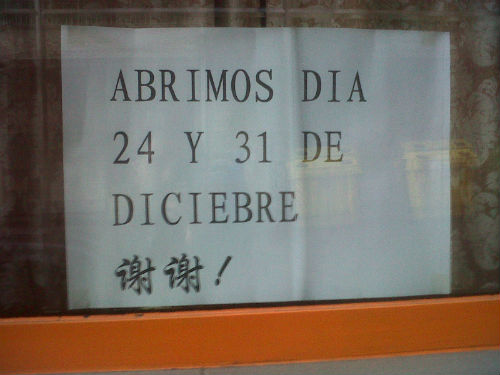 ABRIMOS DIA
24 Y 31 DE
DICIEBRE
谢谢!